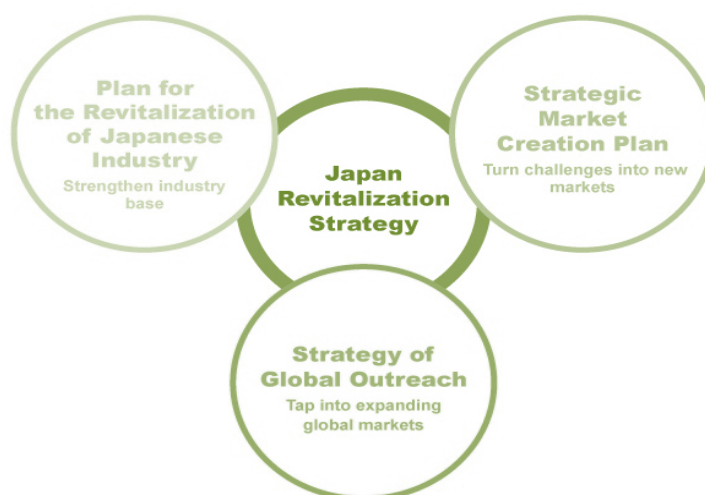 Plan for
the Revitalization
of Japanese
Industry
Strengthen industry
base
Strategic
Market
Creation Plan
Turn challenges into new
markets
Japan
Revitalization
Strategy
Strategy of
Global Outreach
Tap into expanding
global markets